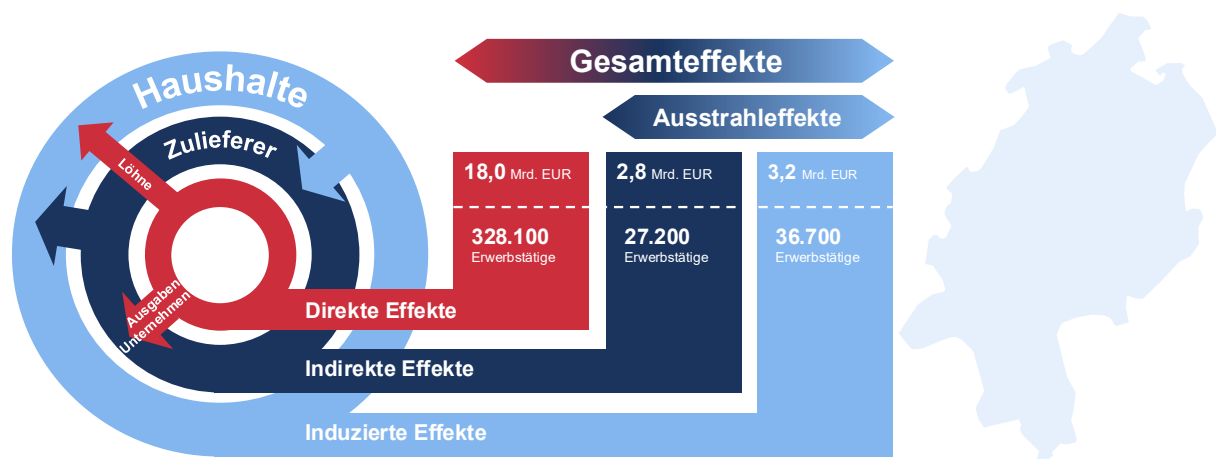 Haushalte
Zulieferer
Löhne
Ausgaben
Unternehmen
Gesamteffekte
Ausstrahleffekte
18,0 Mrd. EUR
328.100
Erwerbstätige
2,8 Mrd. EUR
27.200
Erwerbstätige
3,2 Mrd. EUR
36.700
Erwerbstätige
Direkte Effekte
Indirekte Effekte
Induzierte Effekte